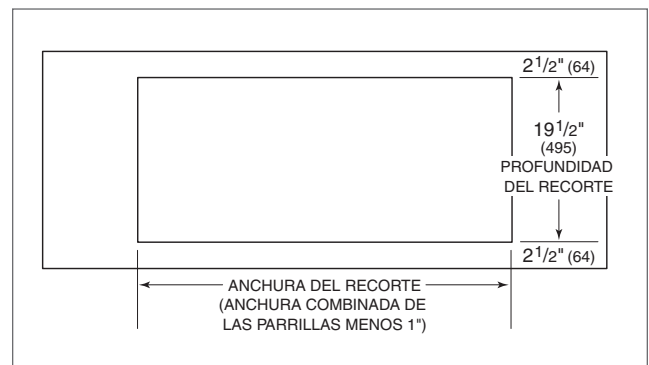 2 1/2" (64)
19 1/2"
(495)
PROFUNDIDAD
DEL RECORTE
2 1/2" (64)
ANCHURA DEL RECORTE
(ANCHURA COMBINADA DE
LAS PARRILLAS MENOS 1")